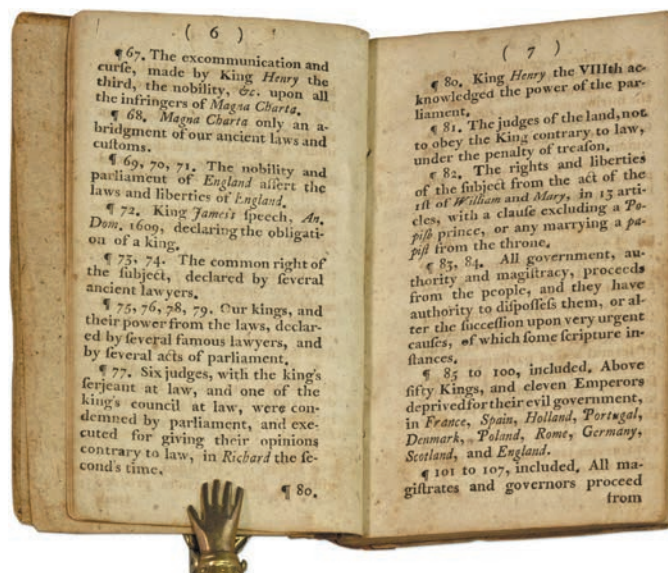 ( 6 )
¶ 67. The excommunication and
curſe, made by King Henry the
third, the nobility, &c. upon all
the infringers of Magna Charta.
¶ 68. Magna Charta only an a-
bridgment of our ancient laws and
cuſtoms.
¶ 69, 70, 71. The nobility and
parliament of England aſſert the
laws and liberties of England.
¶ 72. King James's ſpeech, An.
Dom. 1609, declaring the obligati-
on of a king.
¶ 73, 74. The common right of
the ſubject, declared by ſeveral
ancient lawyers.
¶ 75, 76, 78, 79. Our kings, and
their power from the laws, declar-
ed by ſeveral famous lawyers, and
by ſeveral acts of parliament.
¶ 77. Six judges, with the king's
ſerjeant at law, and one of the
king's council at law, were con-
demned by parliament, and exe-
cuted for giving their opinions
contrary to law, in Richard the ſe-
cond's time.
¶ 80.
( 7 )
¶ 80. King Henry the VIIIth ac-
knowledged the power of the par-
liament.
¶ 81. The judges of the land, not
to obey the King contrary to law,
under the penalty of treaſon.
¶ 82. The rights and liberties
of the ſubject from the act of the
1ſt of William and Mary, in 13 arti-
cles, with a clauſe excluding a Po-
piſh prince, or any marrying a pa-
piſt from the throne.
¶ 83, 84. All government, au-
thority and magiſtracy, proceeds
from the people, and they have
authority to diſpoſſeſs them, or al-
ter the ſucceſſion upon very urgent
cauſes, of which ſome ſcripture in-
ſtances.
¶ 85 to 100, included. Above
fifty Kings, and eleven Emperors
deprived for their evil government,
in France, Spain, Holland, Portugal,
Denmark, Poland, Rome, Germany,
Scotland, and England.
¶ 101 to 107, included. All ma-
giſtrates and governors proceed
from